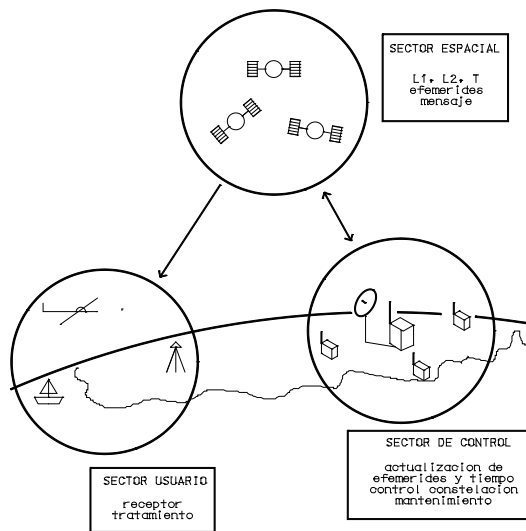 SECTOR ESPACIAL
L1, L2, T
efemerides
mensaje
SECTOR DE CONTROL
actualizacion de
efemerides y tiempo
control constelacion
mantenimiento
SECTOR USUARIO
receptor
tratamiento